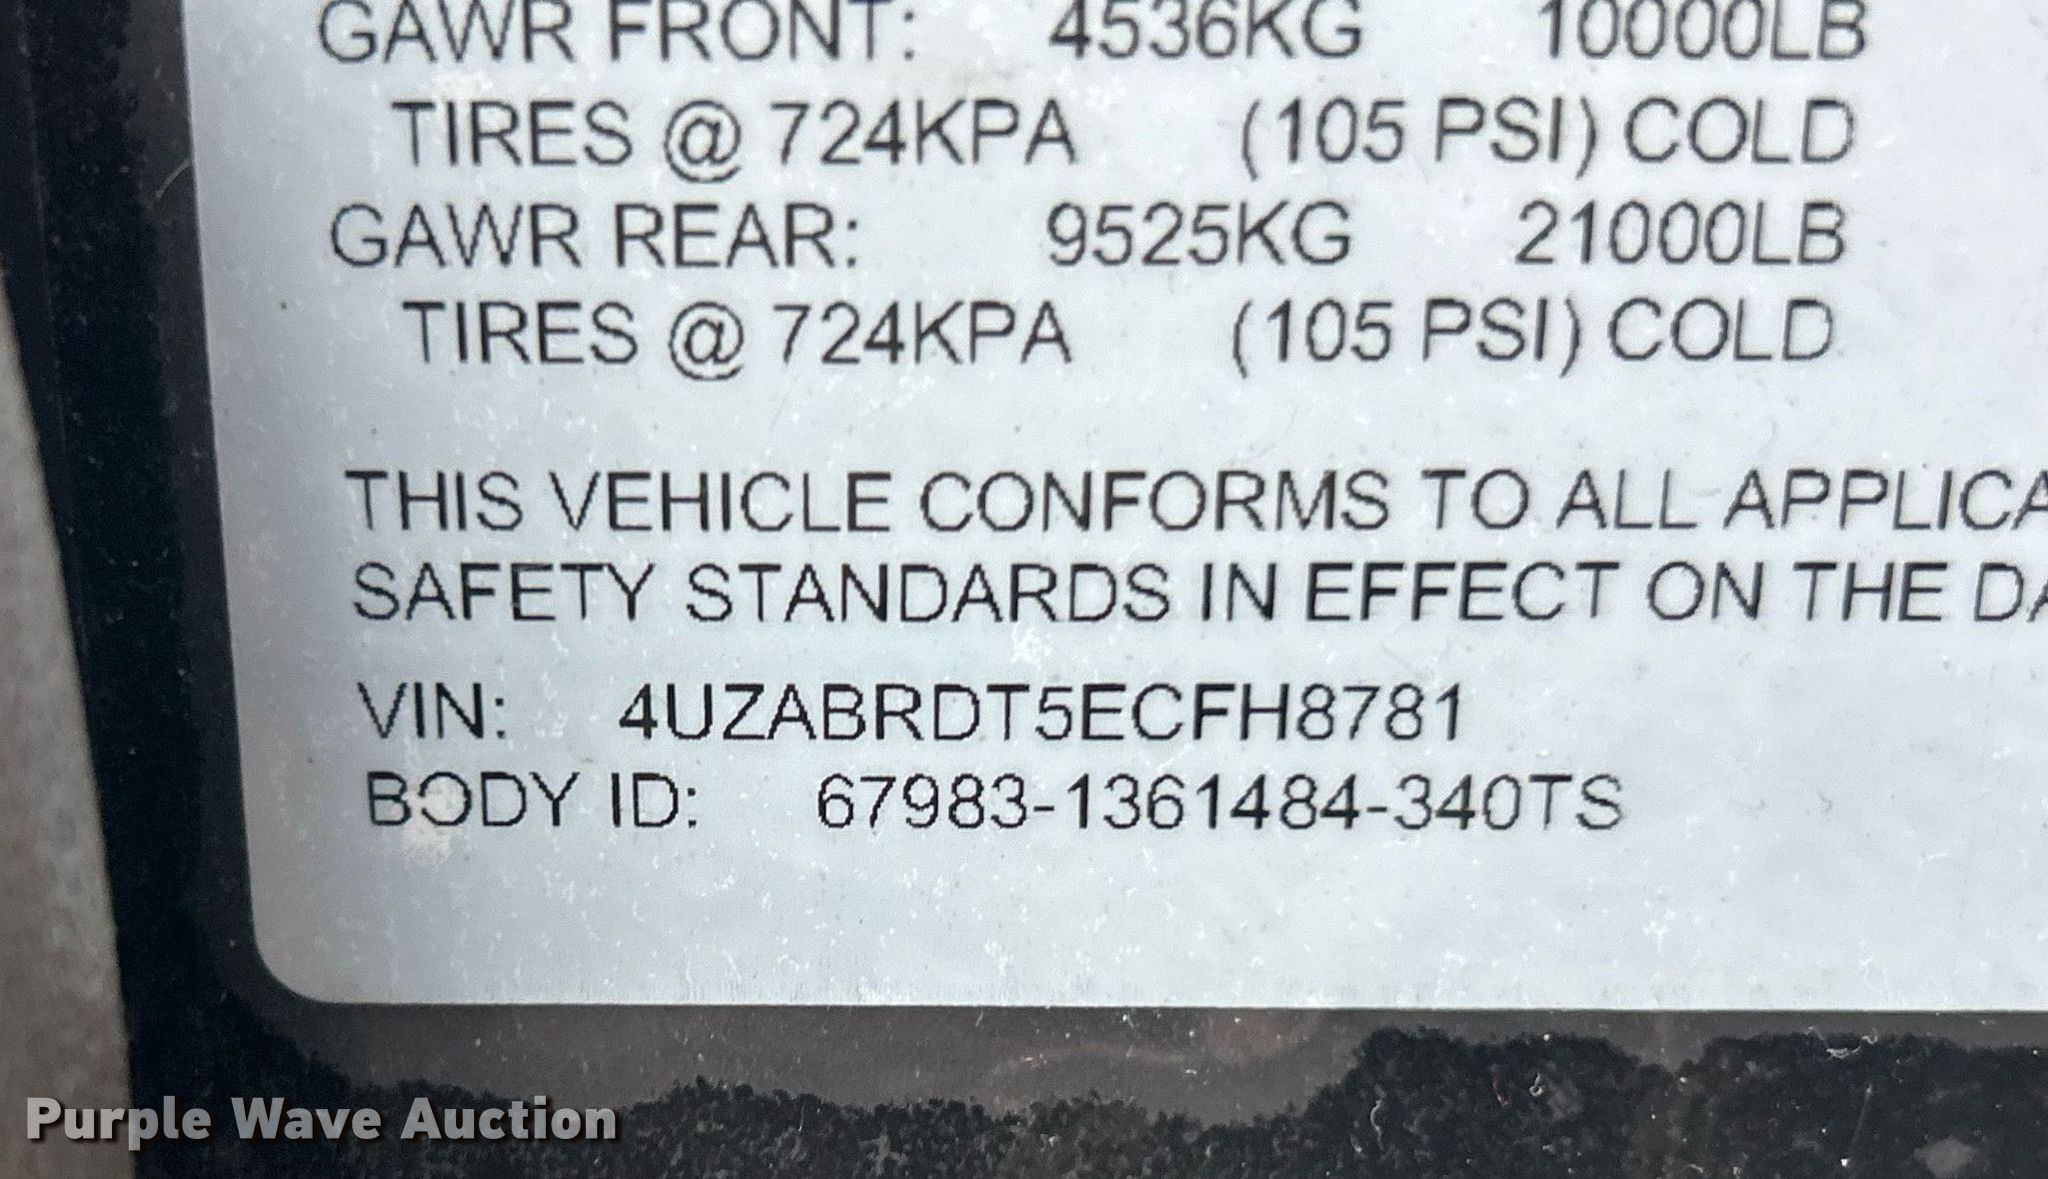 GAWR FRONT: 4536KG 10000LB
TIRES @ 724KPA (105 PSI) COLD
GAWR REAR: 9525KG 21000LB
TIRES @ 724KPA (105 PSI) COLD
THIS VEHICLE CONFORMS TO ALL APPLICA
SAFETY STANDARDS IN EFFECT ON THE DA
VIN: 4UZABRDT5ECFH8781
BODY ID: 67983-1361484-340TS
Purple Wave Auction